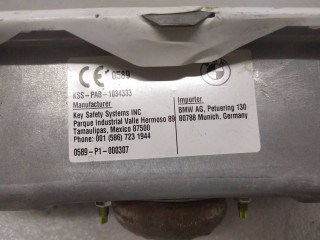 CE 0589
KSS-PAB-1034333
Manufacturer
Key Safety Systems INC
Parque Industrial Valle Hermoso 89
Tamaulipas, Mexico 87500
Phone: 001 (586) 723 1944
0589-P1-000307
Importer
BMW AG, Petuering 130
80788 Munich, Germany